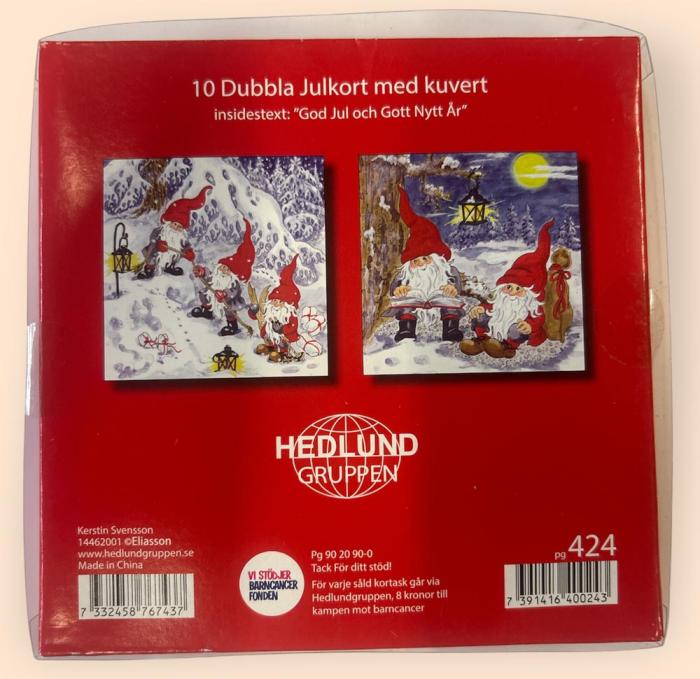 10 Dubbla Julkort med kuvert
insidestext: "God Jul och Gott Nytt År"
HEDLUND
GRUPPEN
Kerstin Svensson
14462001 ©Eliasson
www.hedlundgruppen.se
Made in China
7 332458 767437
VI STÖDJER
BARNCANCER
FONDEN
Pg 90 20 90-0
Tack För ditt stöd!
För varje såld kortask går via
Hedlundgruppen, 8 kronor till
kampen mot barncancer
pg 424
7 391416 400243